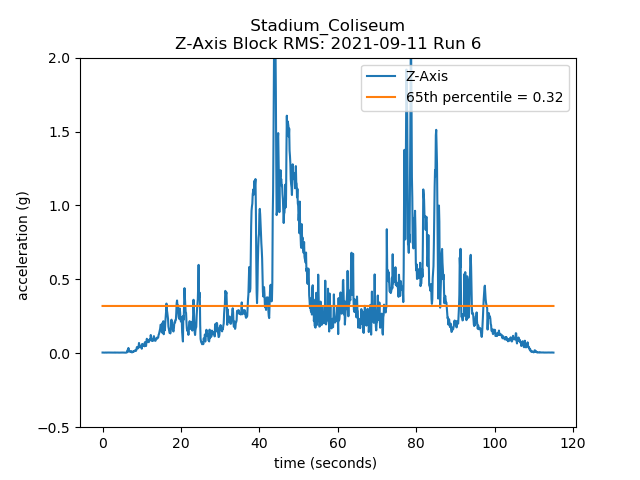 Stadium_Coliseum
Z-Axis Block RMS: 2021-09-11 Run 6
Z-Axis
65th percentile = 0.32
2.0
1.5
1.0
0.5
0.0
−0.5
acceleration (g)
0 20 40 60 80 100 120
time (seconds)